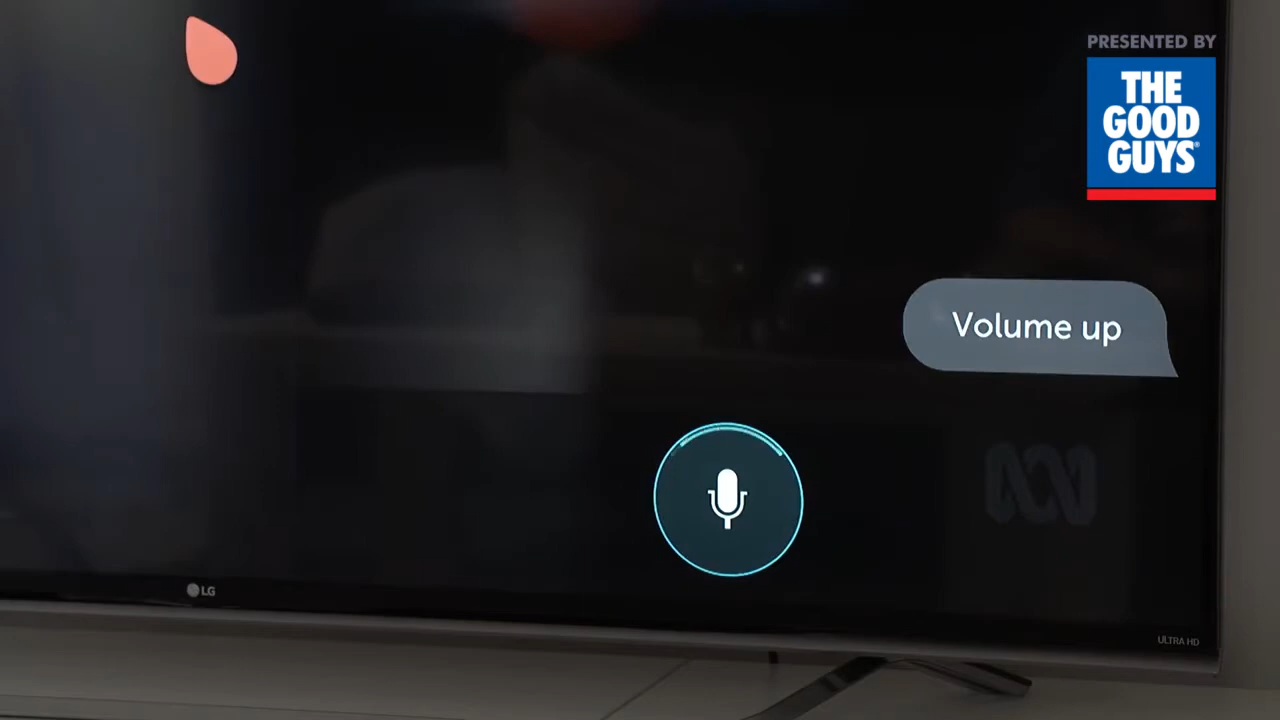 PRESENTED BY
THE
GOOD
GUYS®
Volume up
LG
ULTRA HD